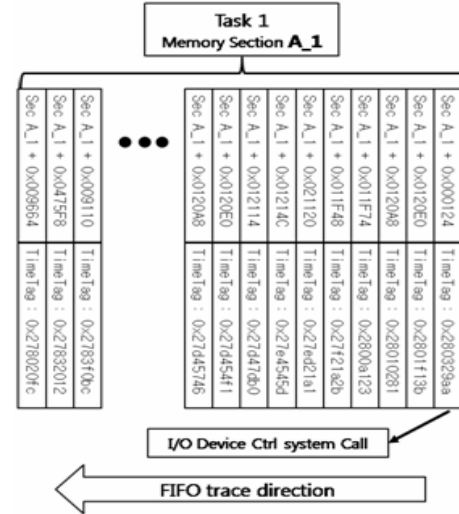 Task 1
Memory Section A_1
Sec A_1 + 0x009664
TimeTag : 0x278020fc
Sec A_1 + 0x0475F8
TimeTag : 0x27832012
Sec A_1 + 0x009110
TimeTag : 0x2783f0bc
Sec A_1 + 0x0120A8
TimeTag : 0x27d45746
Sec A_1 + 0x0120E0
TimeTag : 0x27d454f1
Sec A_1 + 0x012114
TimeTag : 0x27d47db0
Sec A_1 + 0x01214C
TimeTag : 0x27e4545d
Sec A_1 + 0x021120
TimeTag : 0x27ed21a1
Sec A_1 + 0x011F48
TimeTag : 0x27f21a2b
Sec A_1 + 0x011F74
TimeTag : 0x2800a123
Sec A_1 + 0x0120A8
TimeTag : 0x28010281
Sec A_1 + 0x0120E0
TimeTag : 0x2801f13b
Sec A_1 + 0x000124
TimeTag : 0x280329aa
I/O Device Ctrl system Call
FIFO trace direction